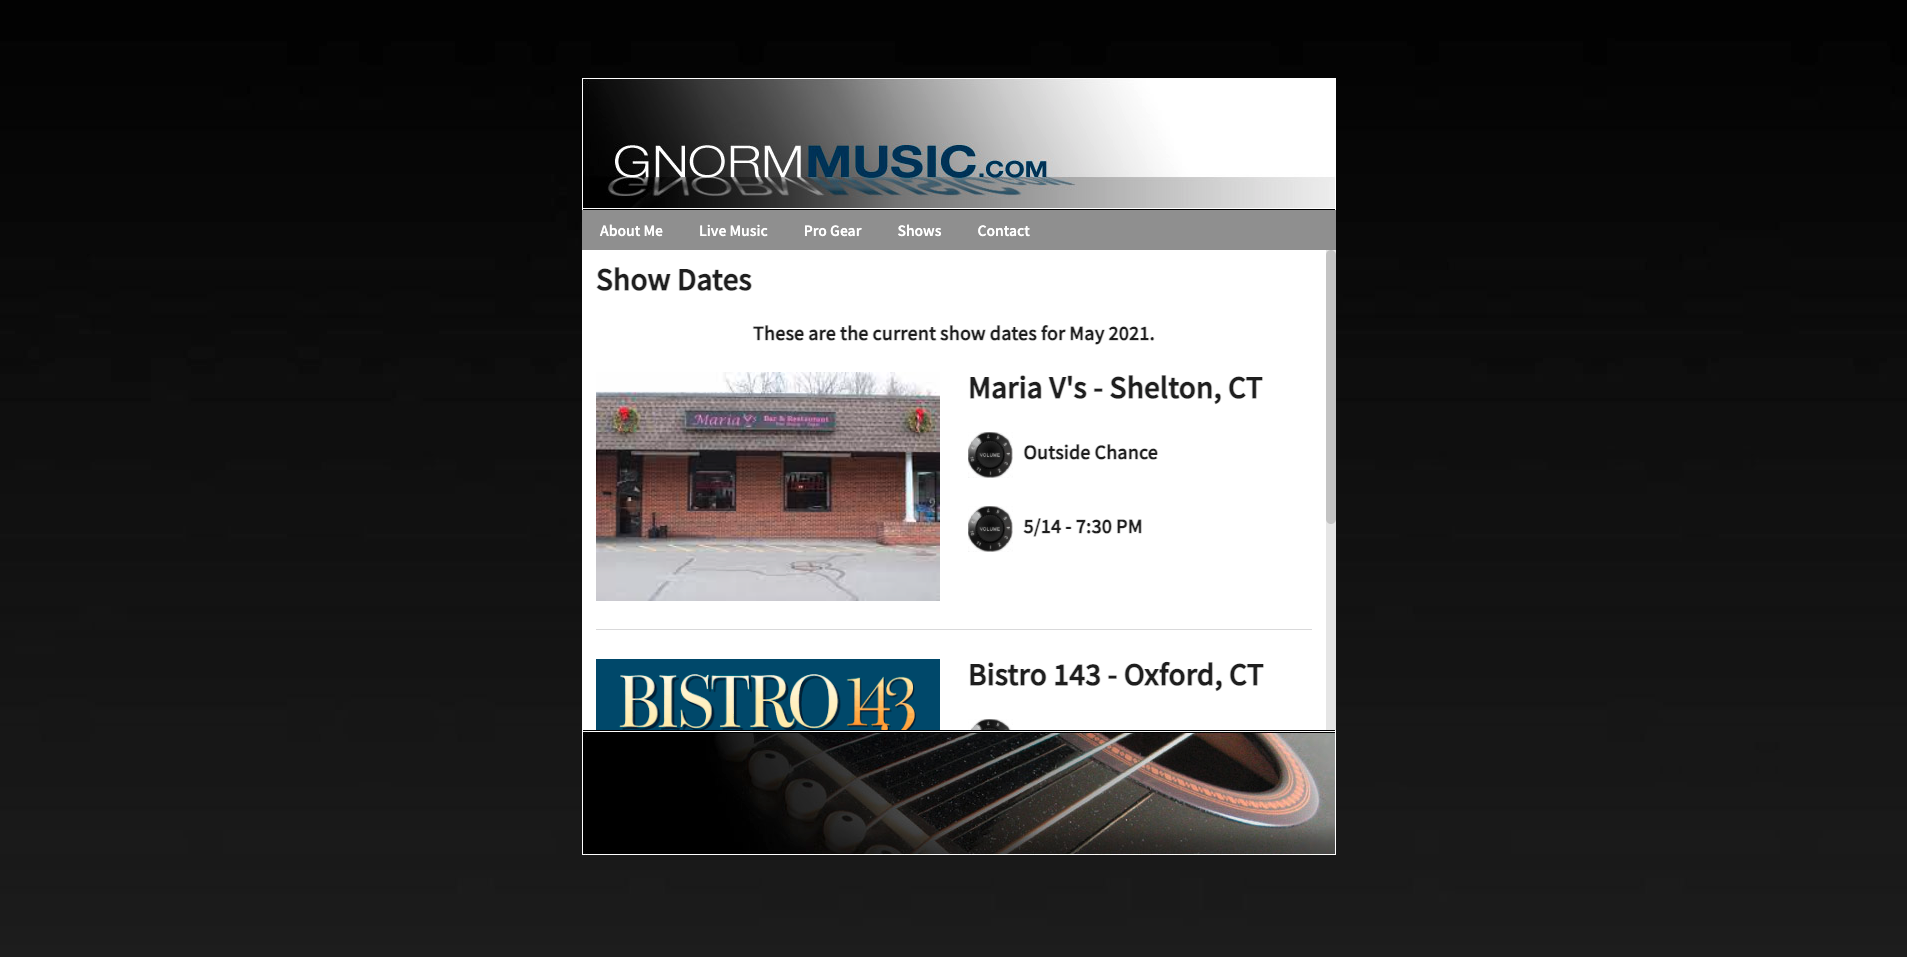 GNORMMUSIC.COM
About Me
Live Music
Pro Gear
Shows
Contact
Show Dates
These are the current show dates for May 2021.
Maria V's
Bar & Restaurant
Maria V's - Shelton, CT
VOLUME
Outside Chance
VOLUME
5/14 - 7:30 PM
BISTRO 143
Bistro 143 - Oxford, CT